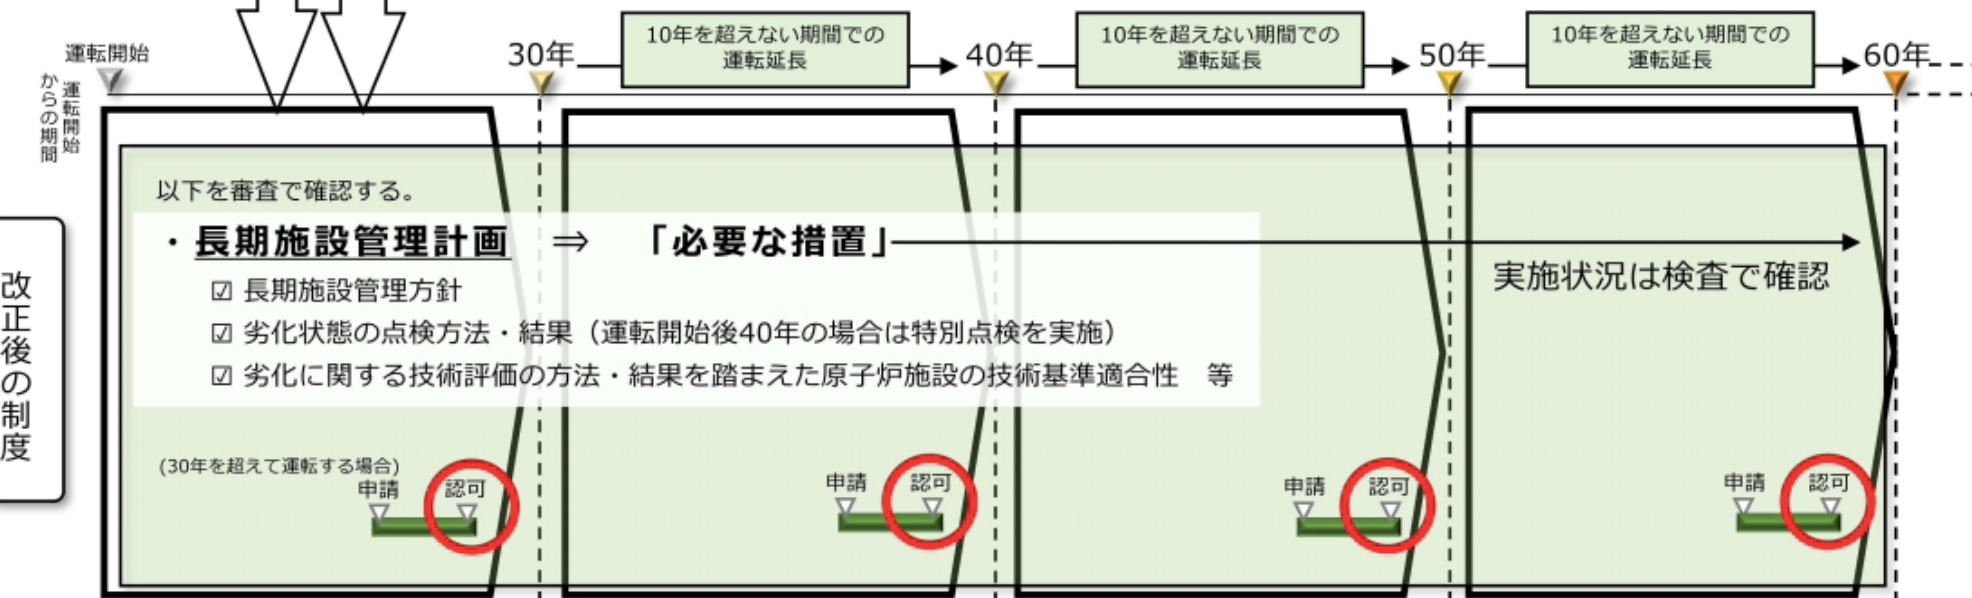 運転開始
30年
10年を超えない期間での
運転延長
40年
10年を超えない期間での
運転延長
50年
10年を超えない期間での
運転延長
60年
運転開始
からの期間
改正後の制度
以下を審査で確認する。
・長期施設管理計画 ⇒ 「必要な措置」
実施状況は検査で確認
☑ 長期施設管理方針
☑ 劣化状態の点検方法・結果（運転開始後40年の場合は特別点検を実施）
☑ 劣化に関する技術評価の方法・結果を踏まえた原子炉施設の技術基準適合性　等
(30年を超えて運転する場合)
申請 認可
申請 認可
申請 認可
申請 認可